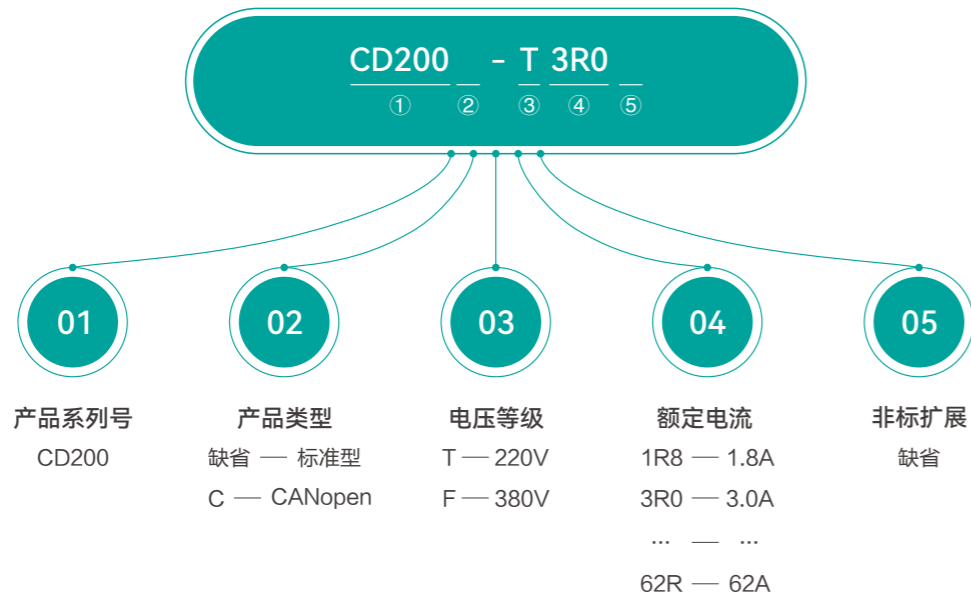 CD200 - T 3R0
① ② ③ ④ ⑤
01 02 03 04 05
产品系列号 产品类型 电压等级 额定电流 非标扩展
CD200 缺省 — 标准型 T — 220V 1R8 — 1.8A 缺省
C — CANopen F — 380V 3R0 — 3.0A
... — ...
62R — 62A